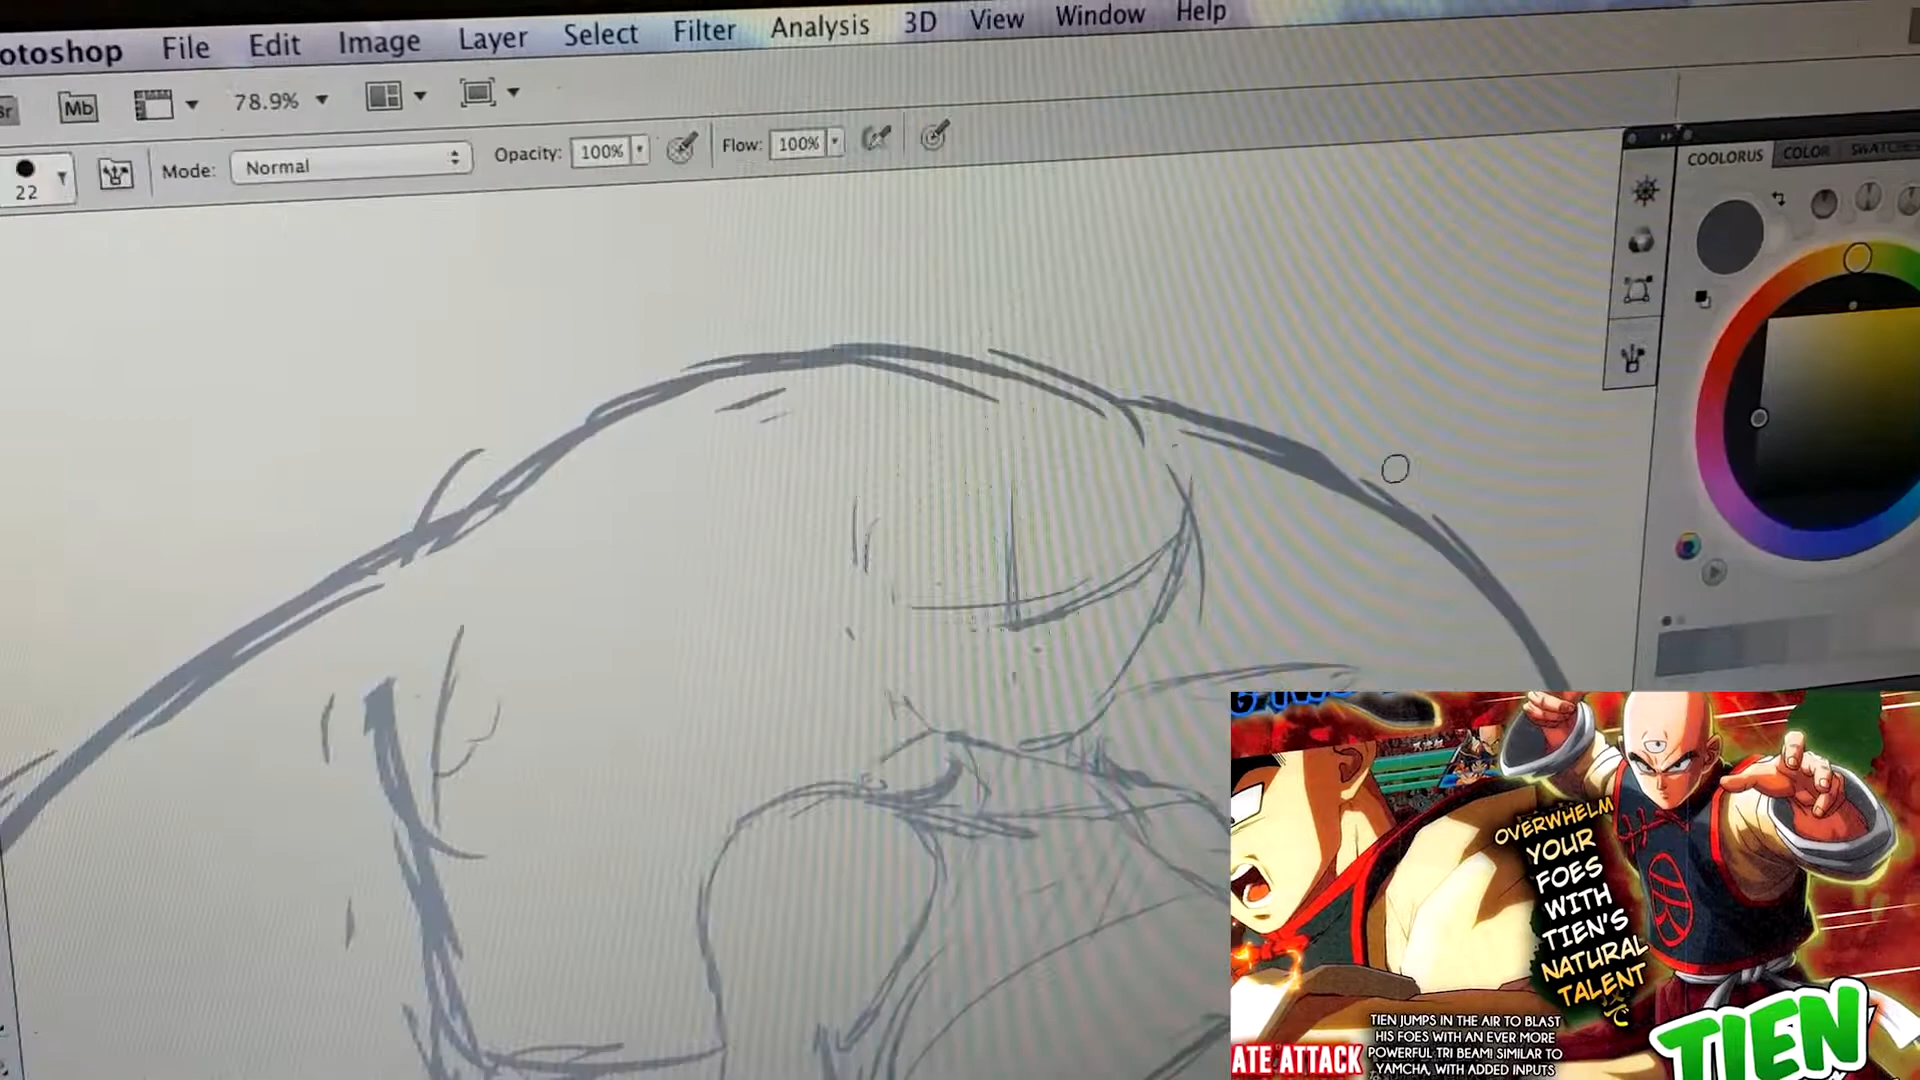 otoshop File Edit Image Layer Select Filter Analysis 3D View Window Help
Br Mb 78.9%
22 Mode: Normal Opacity: 100% Flow: 100%
COOLORUS COLOR SWATCHES
OVERWHELM
YOUR
FOES
WITH
TIEN'S
NATURAL
TALENT
TIEN JUMPS IN THE AIR TO BLAST
HIS FOES WITH AN EVER MORE
POWERFUL TRI BEAM! SIMILAR TO
YAMCHA, WITH ADDED INPUTS
ATE ATTACK
TIEN